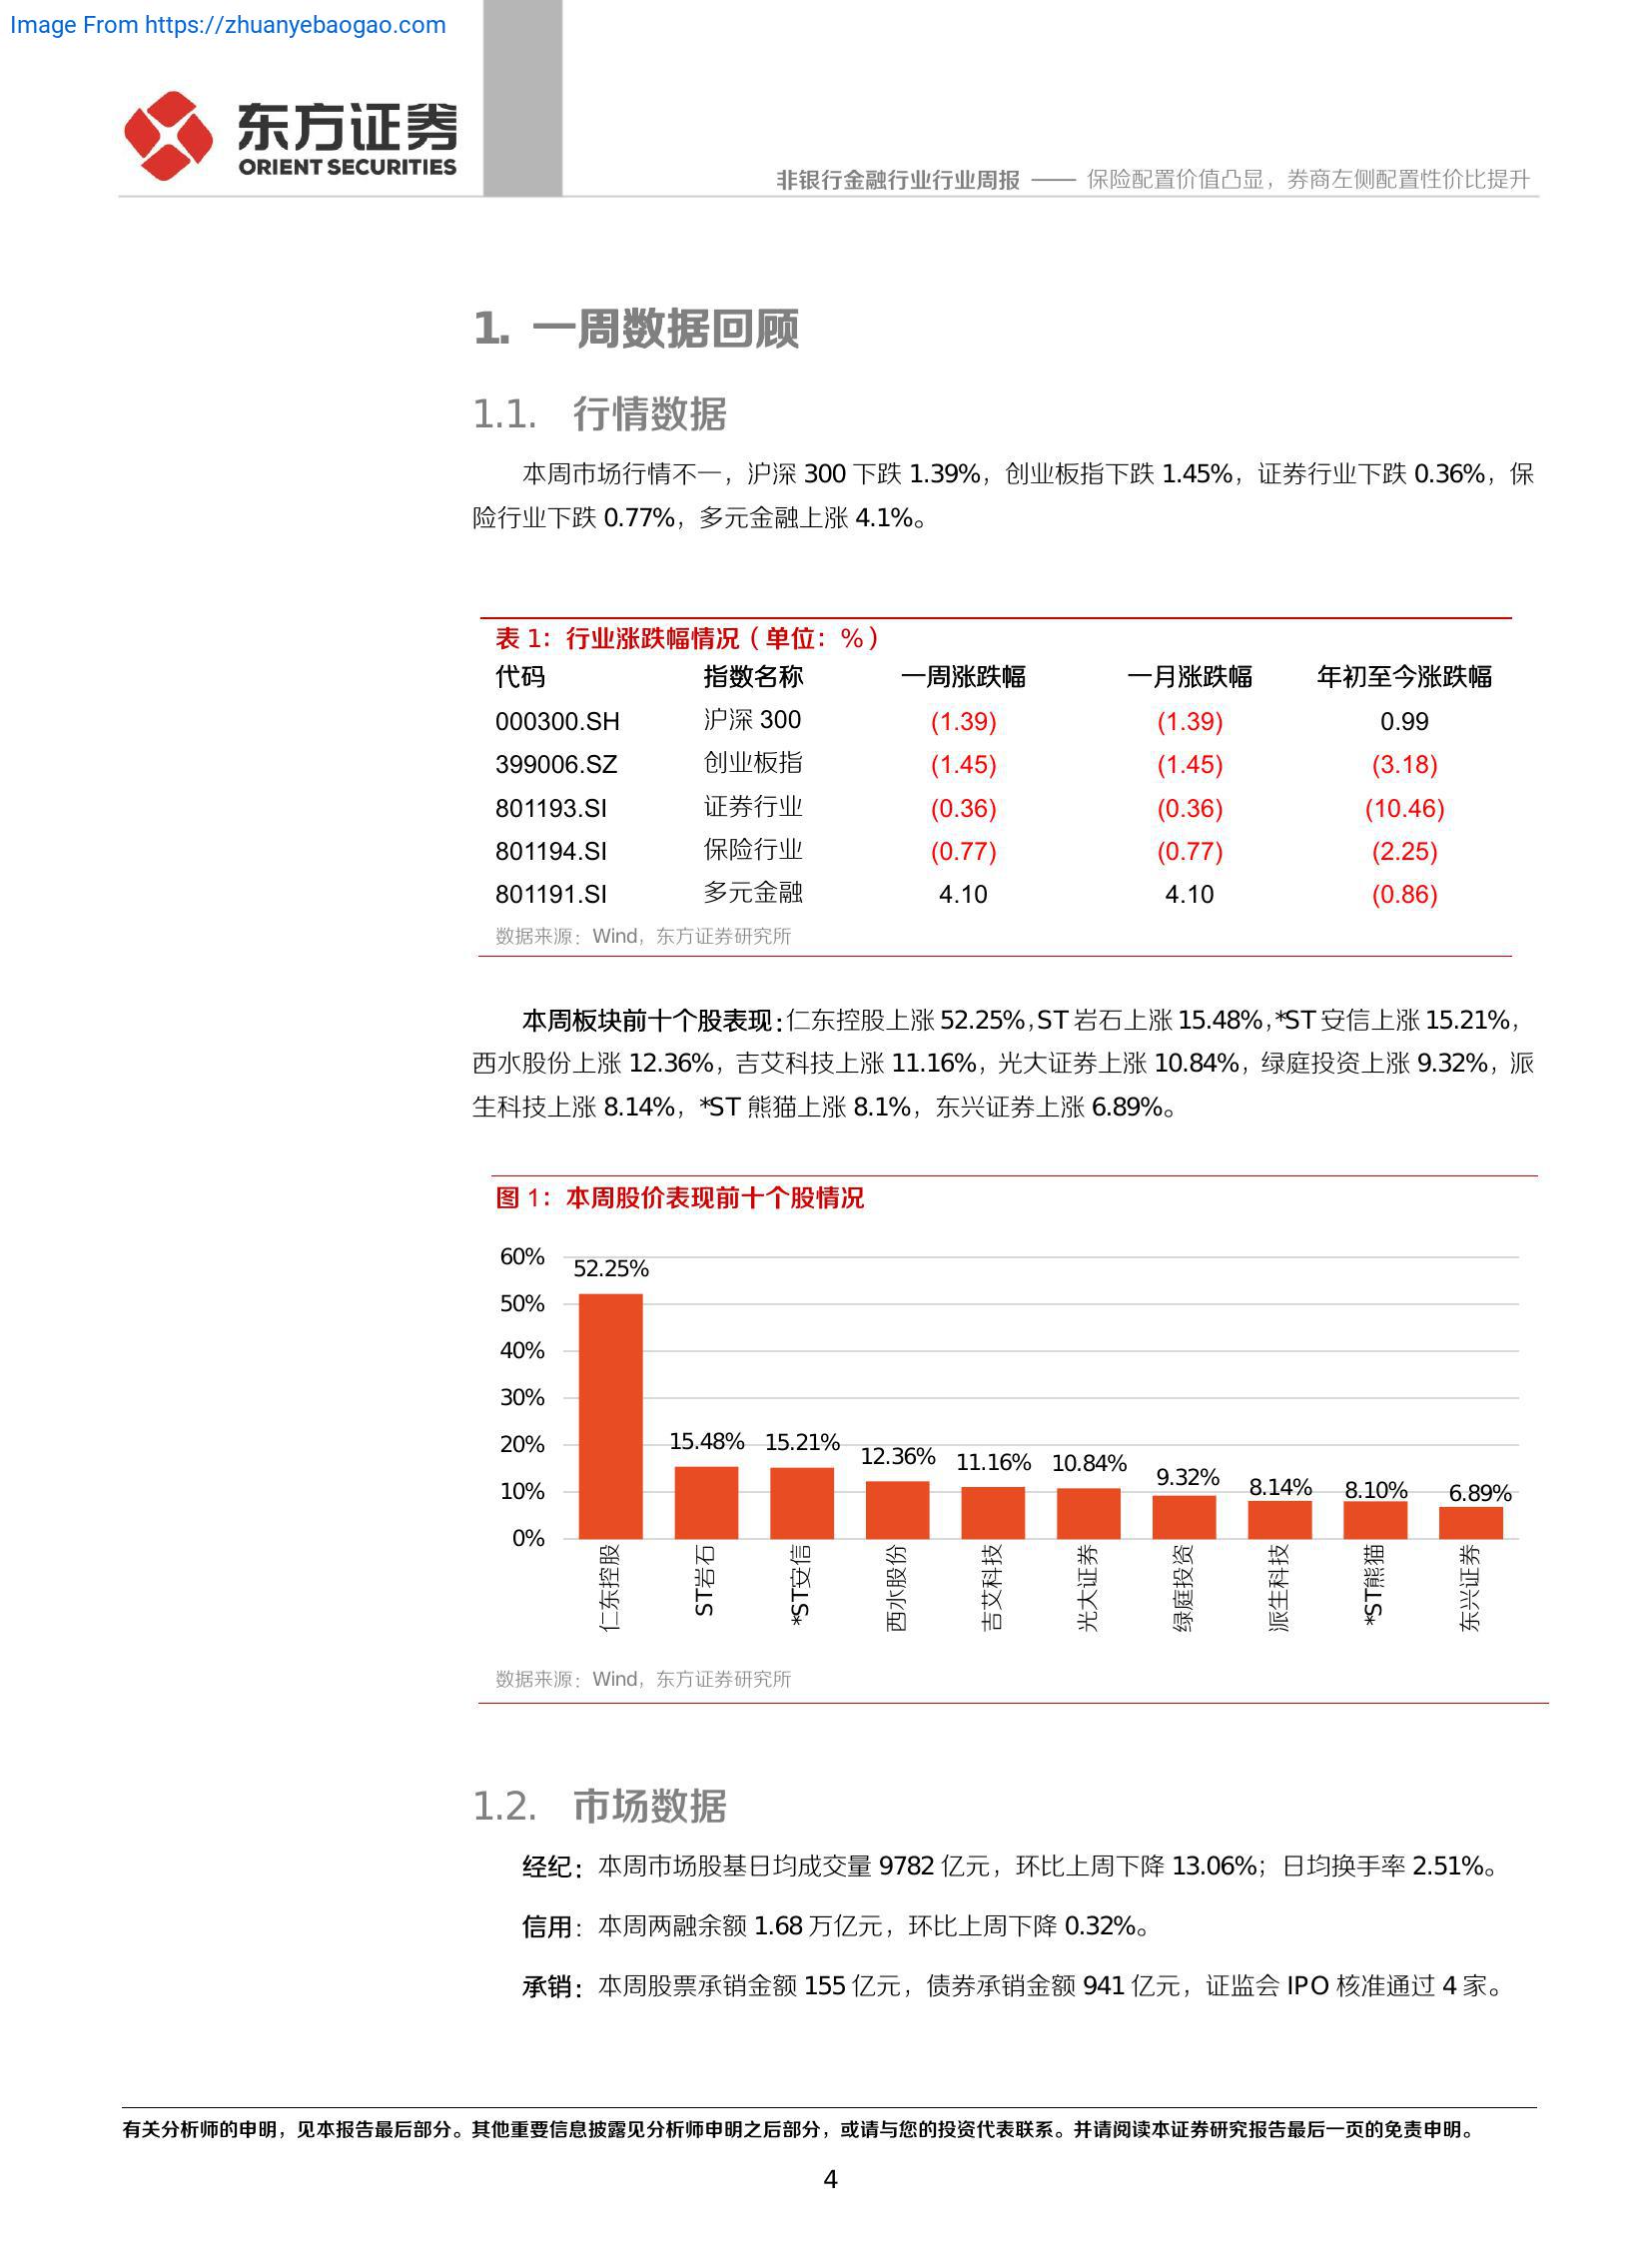 Image From https://zhuanyebaogao.com
东方证券
ORIENT SECURITIES
非银行金融行业行业周报 —— 保险配置价值凸显，券商左侧配置性价比提升
1. 一周数据回顾
1.1. 行情数据
本周市场行情不一，沪深 300 下跌 1.39%，创业板指下跌 1.45%，证券行业下跌 0.36%，保
险行业下跌 0.77%，多元金融上涨 4.1%。
表 1：行业涨跌幅情况（单位：%）
代码 指数名称 一周涨跌幅 一月涨跌幅 年初至今涨跌幅
000300.SH 沪深 300 (1.39) (1.39) 0.99
399006.SZ 创业板指 (1.45) (1.45) (3.18)
801193.SI 证券行业 (0.36) (0.36) (10.46)
801194.SI 保险行业 (0.77) (0.77) (2.25)
801191.SI 多元金融 4.10 4.10 (0.86)
数据来源：Wind，东方证券研究所
本周板块前十个股表现：仁东控股上涨 52.25%，ST 岩石上涨 15.48%，*ST 安信上涨 15.21%，
西水股份上涨 12.36%，吉艾科技上涨 11.16%，光大证券上涨 10.84%，绿庭投资上涨 9.32%，派
生科技上涨 8.14%，*ST 熊猫上涨 8.1%，东兴证券上涨 6.89%。
图 1：本周股价表现前十个股情况
60%
50%
40%
30%
20%
10%
0%
52.25%
15.48%
15.21%
12.36%
11.16%
10.84%
9.32%
8.14%
8.10%
6.89%
仁东控股
ST岩石
*ST安信
西水股份
吉艾科技
光大证券
绿庭投资
派生科技
*ST熊猫
东兴证券
数据来源：Wind，东方证券研究所
1.2. 市场数据
经纪：本周市场股基日均成交量 9782 亿元，环比上周下降 13.06%；日均换手率 2.51%。
信用：本周两融余额 1.68 万亿元，环比上周下降 0.32%。
承销：本周股票承销金额 155 亿元，债券承销金额 941 亿元，证监会 IPO 核准通过 4 家。
有关分析师的申明，见本报告最后部分。其他重要信息披露见分析师申明之后部分，或请与您的投资代表联系。并请阅读本证券研究报告最后一页的免责申明。
4